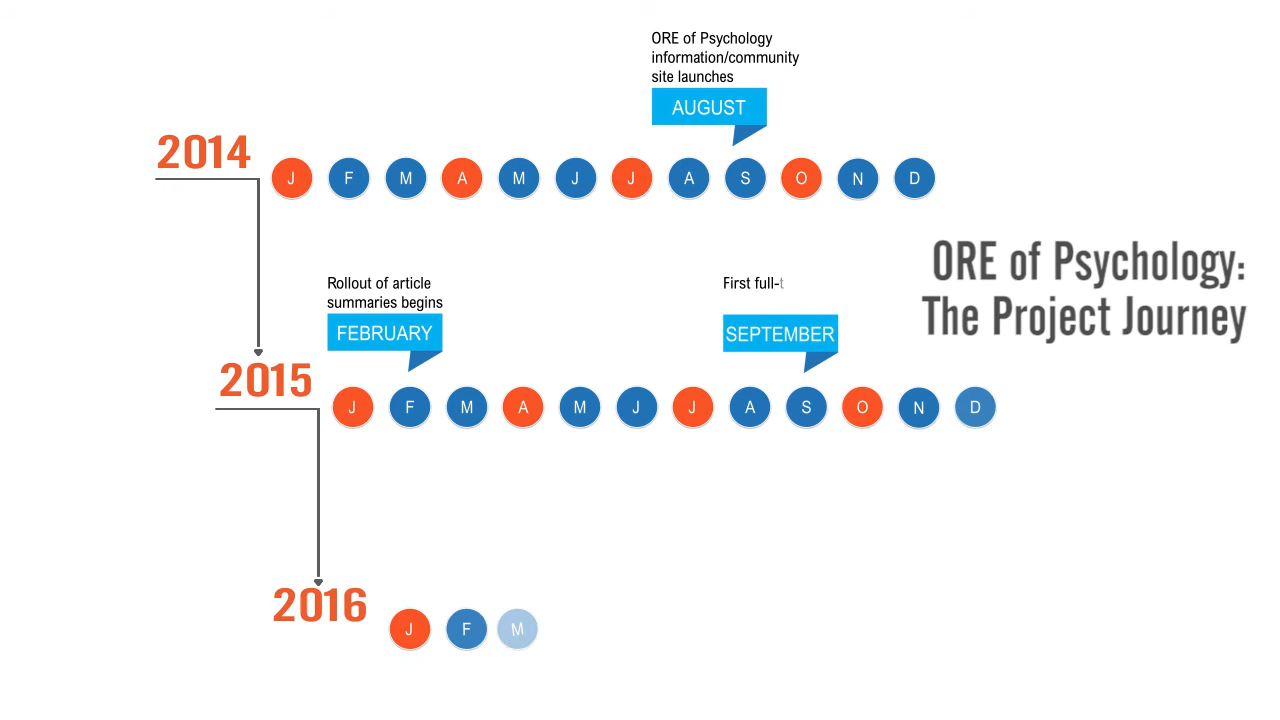 ORE of Psychology
information/community
site launches
AUGUST
2014
J F M A M J J A S O N D
ORE of Psychology:
The Project Journey
Rollout of article
summaries begins
FEBRUARY
First full-t
SEPTEMBER
2015
J F M A M J J A S O N D
2016
J F M